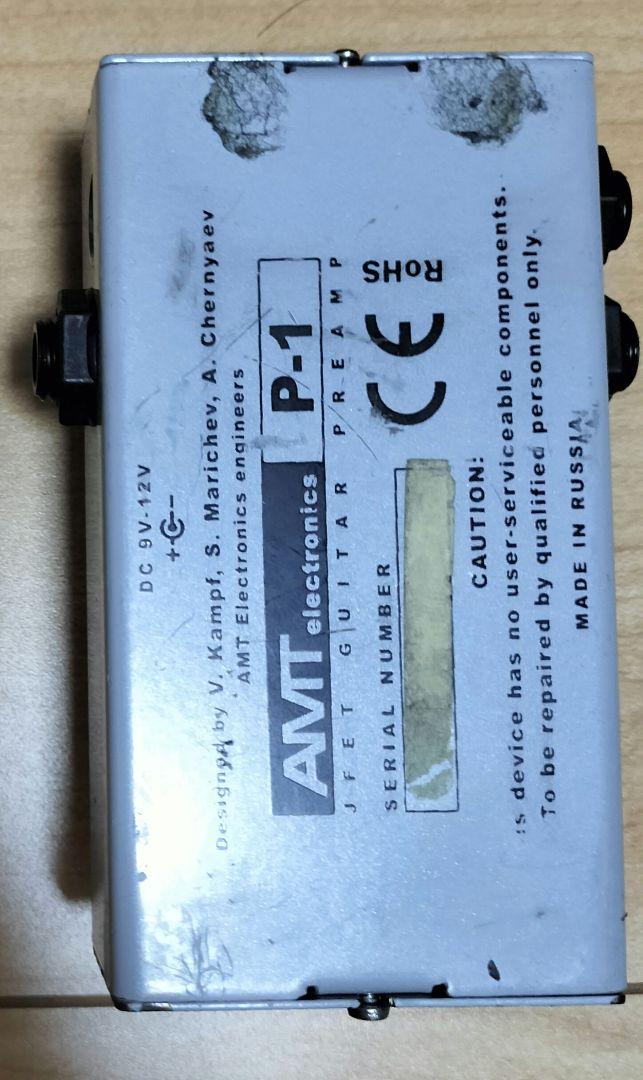 DC 9V-12V
+ -
Designed by V. Kampf, S. Marichev, A. Chernyaev
AMT Electronics engineers
AMT electronics P-1
JFET GUITAR PREAMP
SERIAL NUMBER
CE RoHS
CAUTION:
is device has no user-serviceable components.
To be repaired by qualified personnel only.
MADE IN RUSSIA